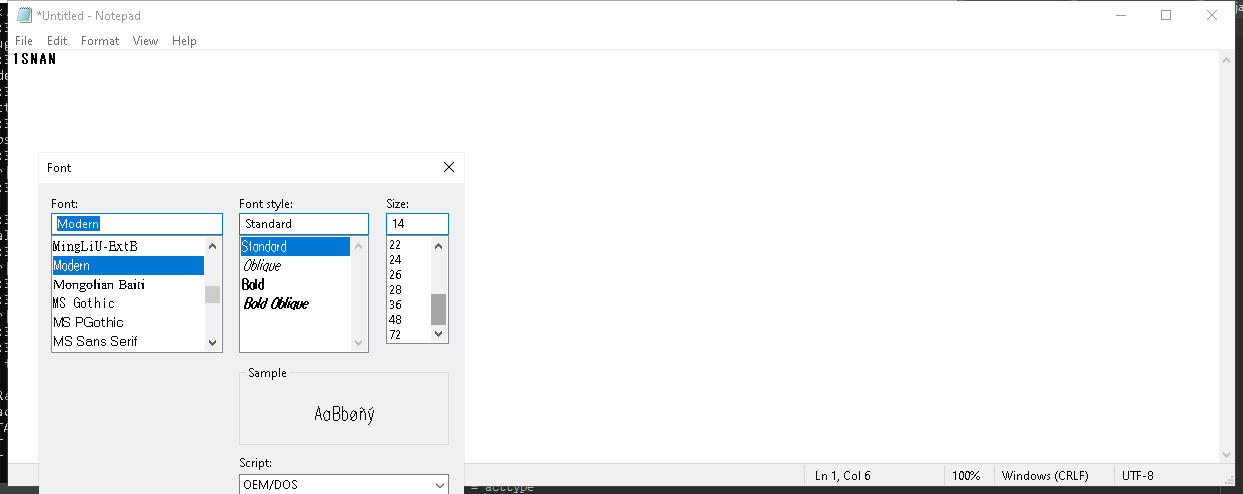 *Untitled - Notepad
File Edit Format View Help
1SNAN
Font
Font: Font style: Size:
Modern Standard 14
MingLiU-ExtB
Modern
Mongolian Baiti
MS Gothic
MS PGothic
MS Sans Serif
Standard
Oblique
Bold
Bold Oblique
22
24
26
28
36
48
72
Sample
AaBbøñý
Script:
OEM/DOS
Ln 1, Col 6 100% Windows (CRLF) UTF-8
= acctype